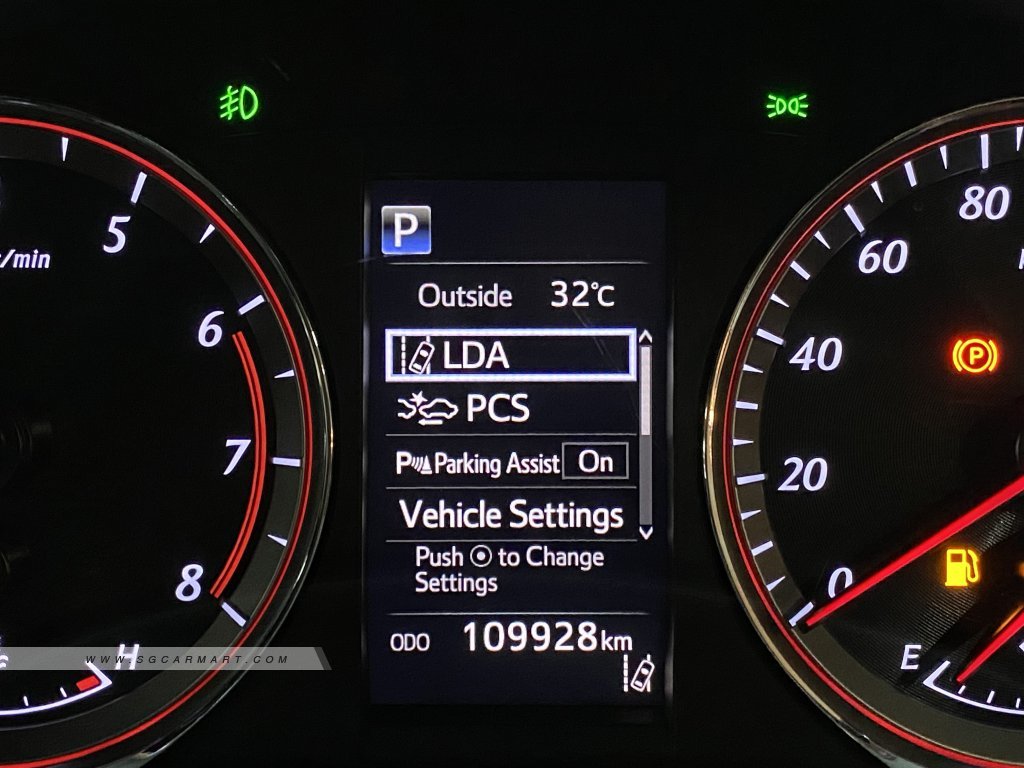 5
6
7
8
/min
H
WWW.SGCARMART.COM
P
Outside 32°C
LDA
PCS
P Parking Assist On
Vehicle Settings
Push to Change
Settings
ODO 109928km
80
60
40
20
0
P
E